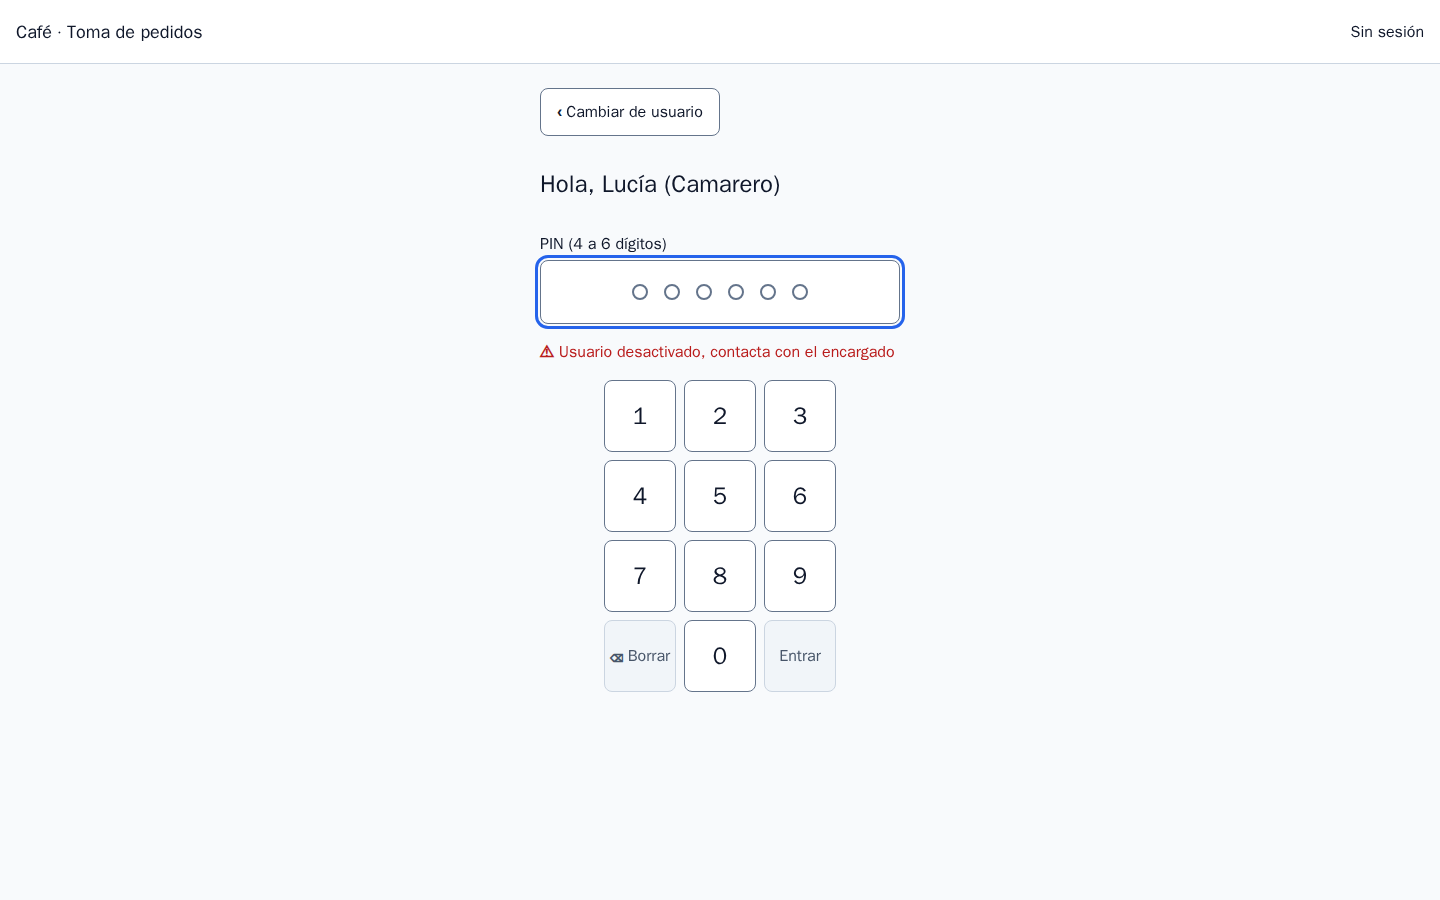 Café · Toma de pedidos
Sin sesión
‹ Cambiar de usuario
Hola, Lucía (Camarero)
PIN (4 a 6 dígitos)
⚠ Usuario desactivado, contacta con el encargado
1 2 3
4 5 6
7 8 9
⌫ Borrar 0 Entrar